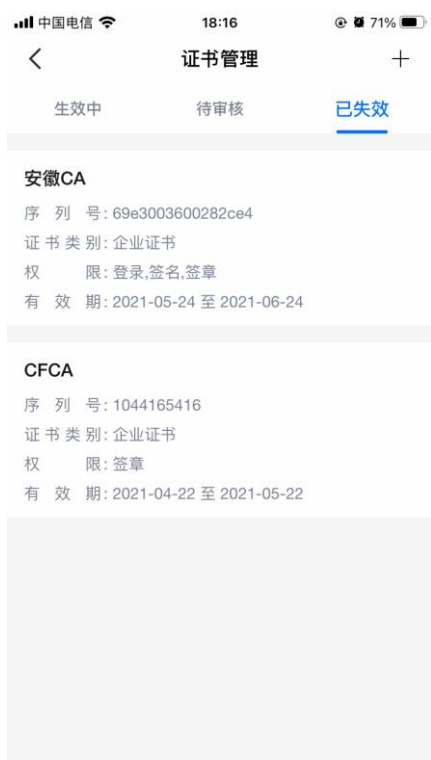 中国电信 18:16 71%
证书管理
生效中 待审核 已失效
安徽CA
序列号: 69e3003600282ce4
证书类别: 企业证书
权限: 登录,签名,签章
有效期: 2021-05-24 至 2021-06-24
CFCA
序列号: 1044165416
证书类别: 企业证书
权限: 签章
有效期: 2021-04-22 至 2021-05-22